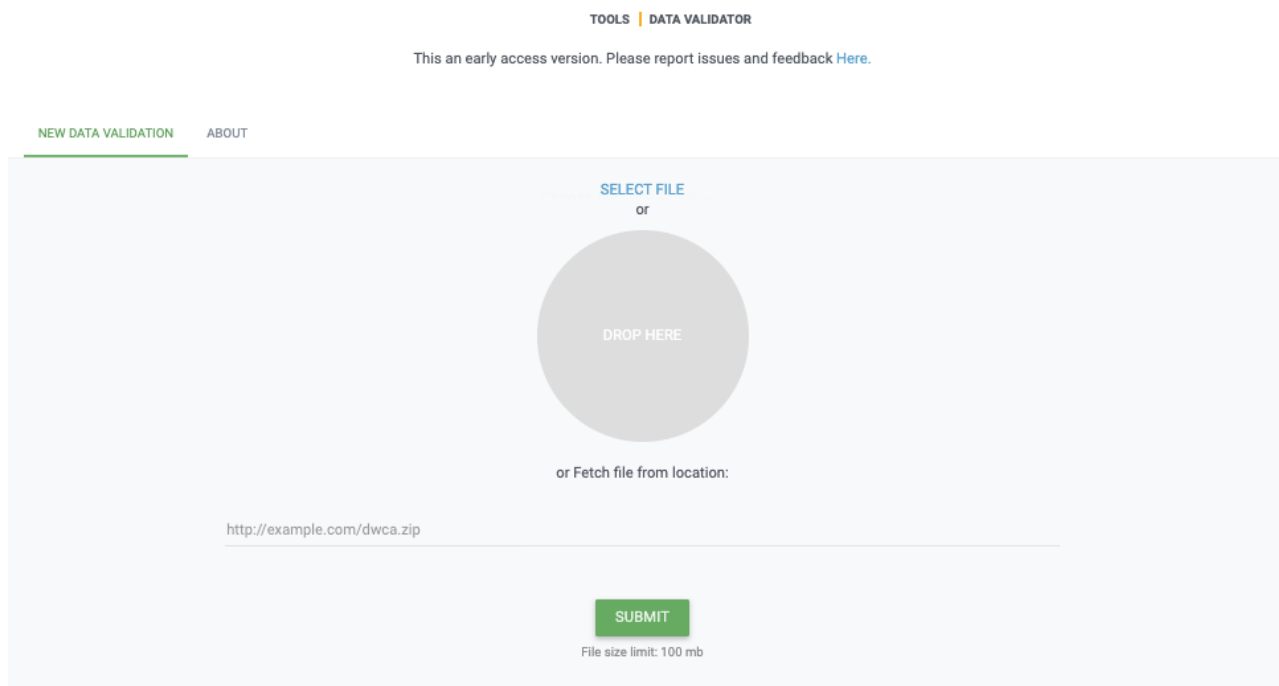 TOOLS | DATA VALIDATOR
This an early access version. Please report issues and feedback Here.
NEW DATA VALIDATION ABOUT
SELECT FILE
or
DROP HERE
or Fetch file from location:
http://example.com/dwca.zip
SUBMIT
File size limit: 100 mb